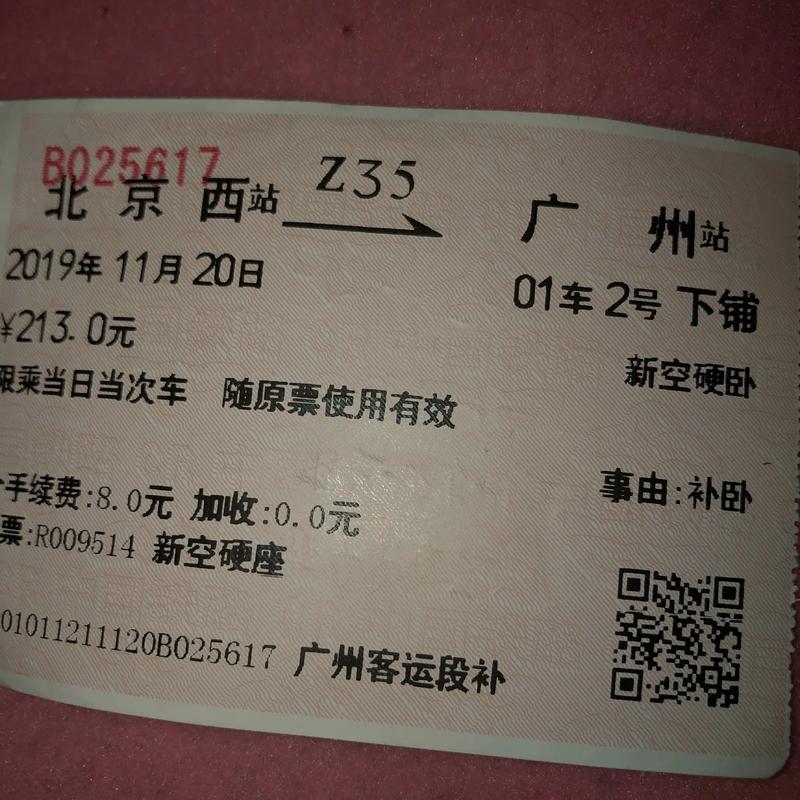 B025617
北京西站 Z35 广州站
2019年11月20日 01车2号下铺
¥213.0元 新空硬卧
限乘当日当次车 随原票使用有效
手续费:8.0元 加收:0.0元 事由:补卧
票:R009514 新空硬座
01011211120B025617 广州客运段补